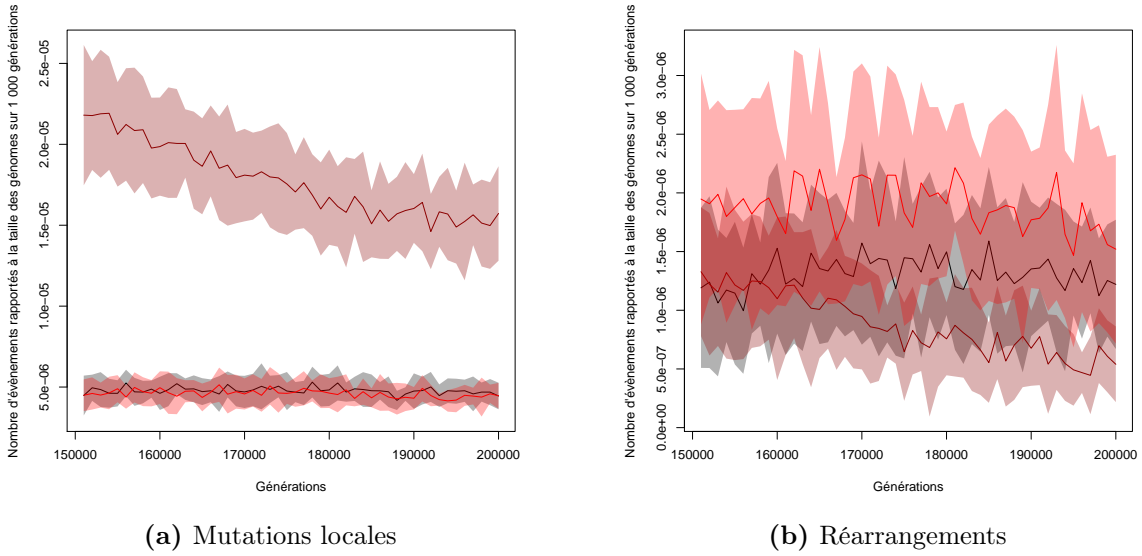 Nombre d'évènements rapportés à la taille des génomes sur 1 000 générations
2.5e−05
2.0e−05
1.5e−05
1.0e−05
5.0e−06
150000 160000 170000 180000 190000 200000
Générations
(a) Mutations locales
Nombre d'évènements rapportés à la taille des génomes sur 1 000 générations
3.0e−06
2.5e−06
2.0e−06
1.5e−06
1.0e−06
5.0e−07
0.0e+00
150000 160000 170000 180000 190000 200000
Générations
(b) Réarrangements